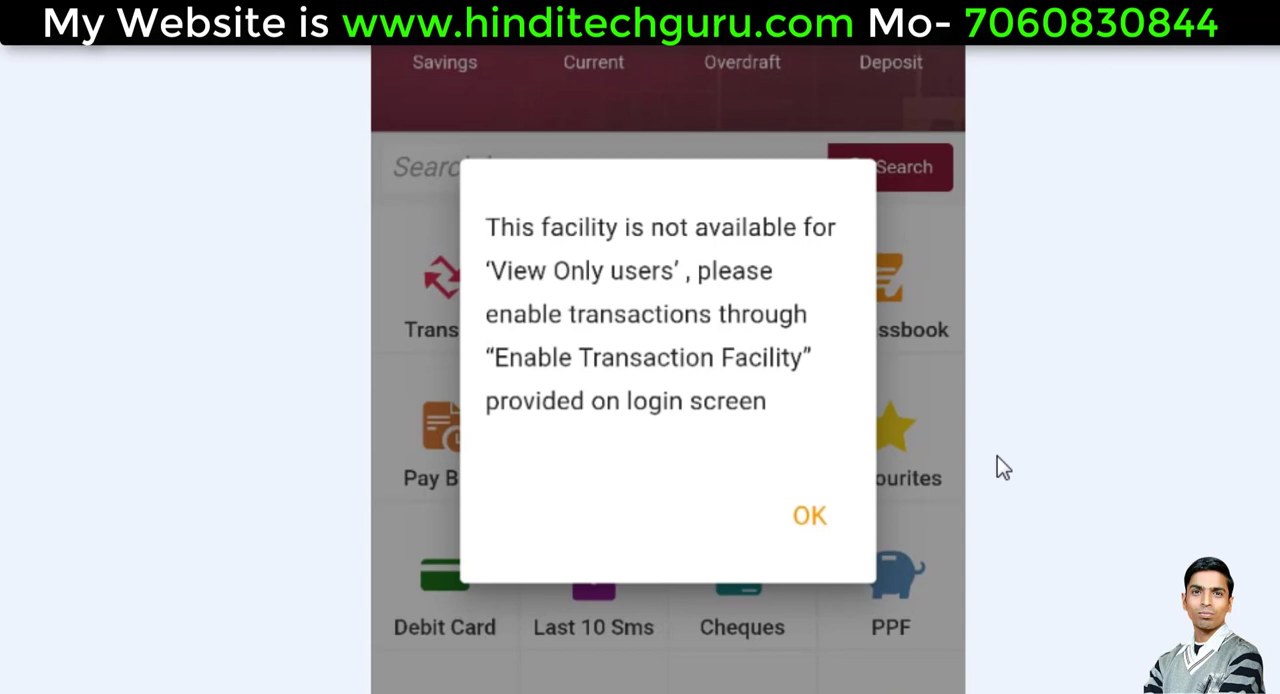 My Website is www.hinditechguru.com Mo- 7060830844
Savings Current Overdraft Deposit
Search
This facility is not available for
‘View Only users’ , please
enable transactions through
“Enable Transaction Facility”
provided on login screen
OK
Debit Card Last 10 Sms Cheques PPF